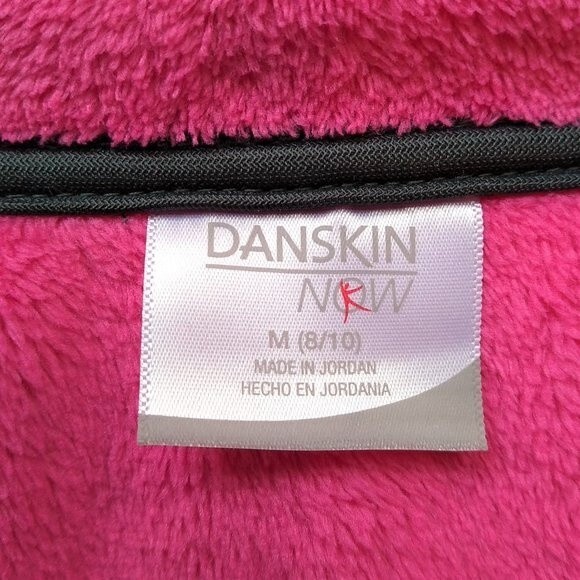 DANSKIN
NOW
M (8/10)
MADE IN JORDAN
HECHO EN JORDANIA